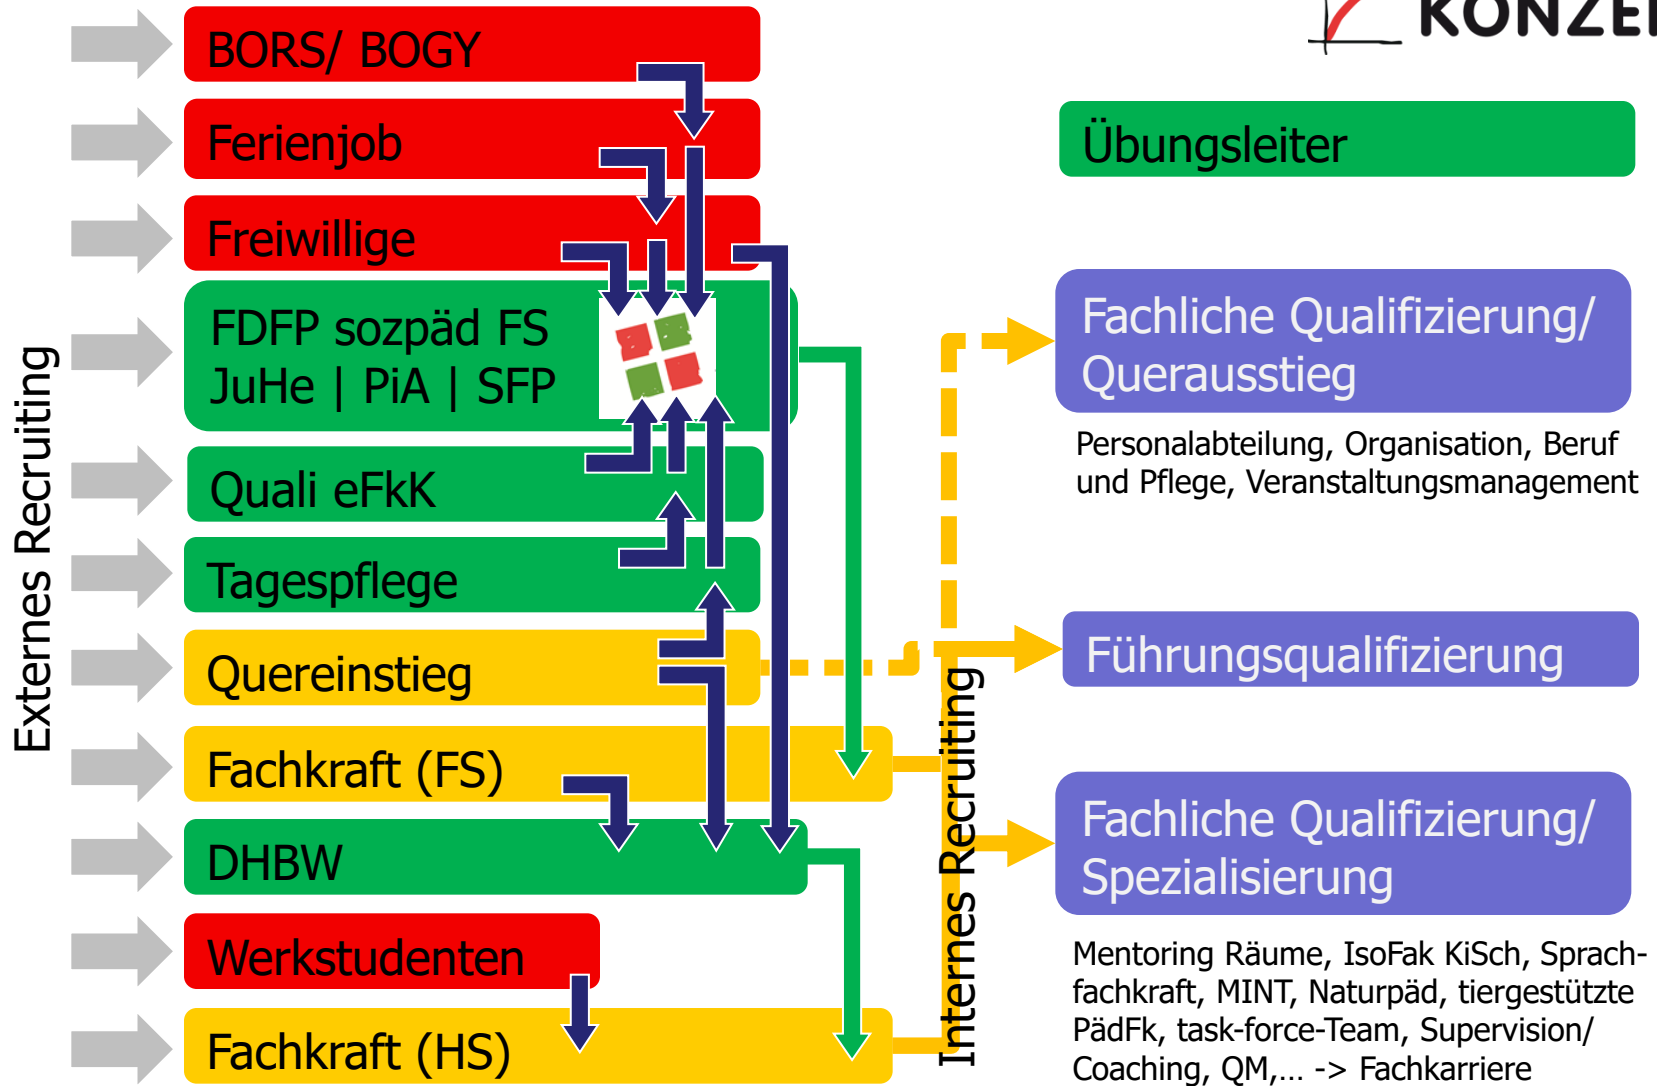 KONZE
Externes Recruiting
BORS/ BOGY
Ferienjob
Freiwillige
FDFP sozpäd FS
JuHe | PiA | SFP
Quali eFkK
Tagespflege
Quereinstieg
Fachkraft (FS)
DHBW
Werkstudenten
Fachkraft (HS)
Internes Recruiting
Übungsleiter
Fachliche Qualifizierung/
Querausstieg
Personalabteilung, Organisation, Beruf
und Pflege, Veranstaltungsmanagement
Führungsqualifizierung
Fachliche Qualifizierung/
Spezialisierung
Mentoring Räume, IsoFak KiSch, Sprach-
fachkraft, MINT, Naturpäd, tiergestützte
PädFk, task-force-Team, Supervision/
Coaching, QM,... -> Fachkarriere